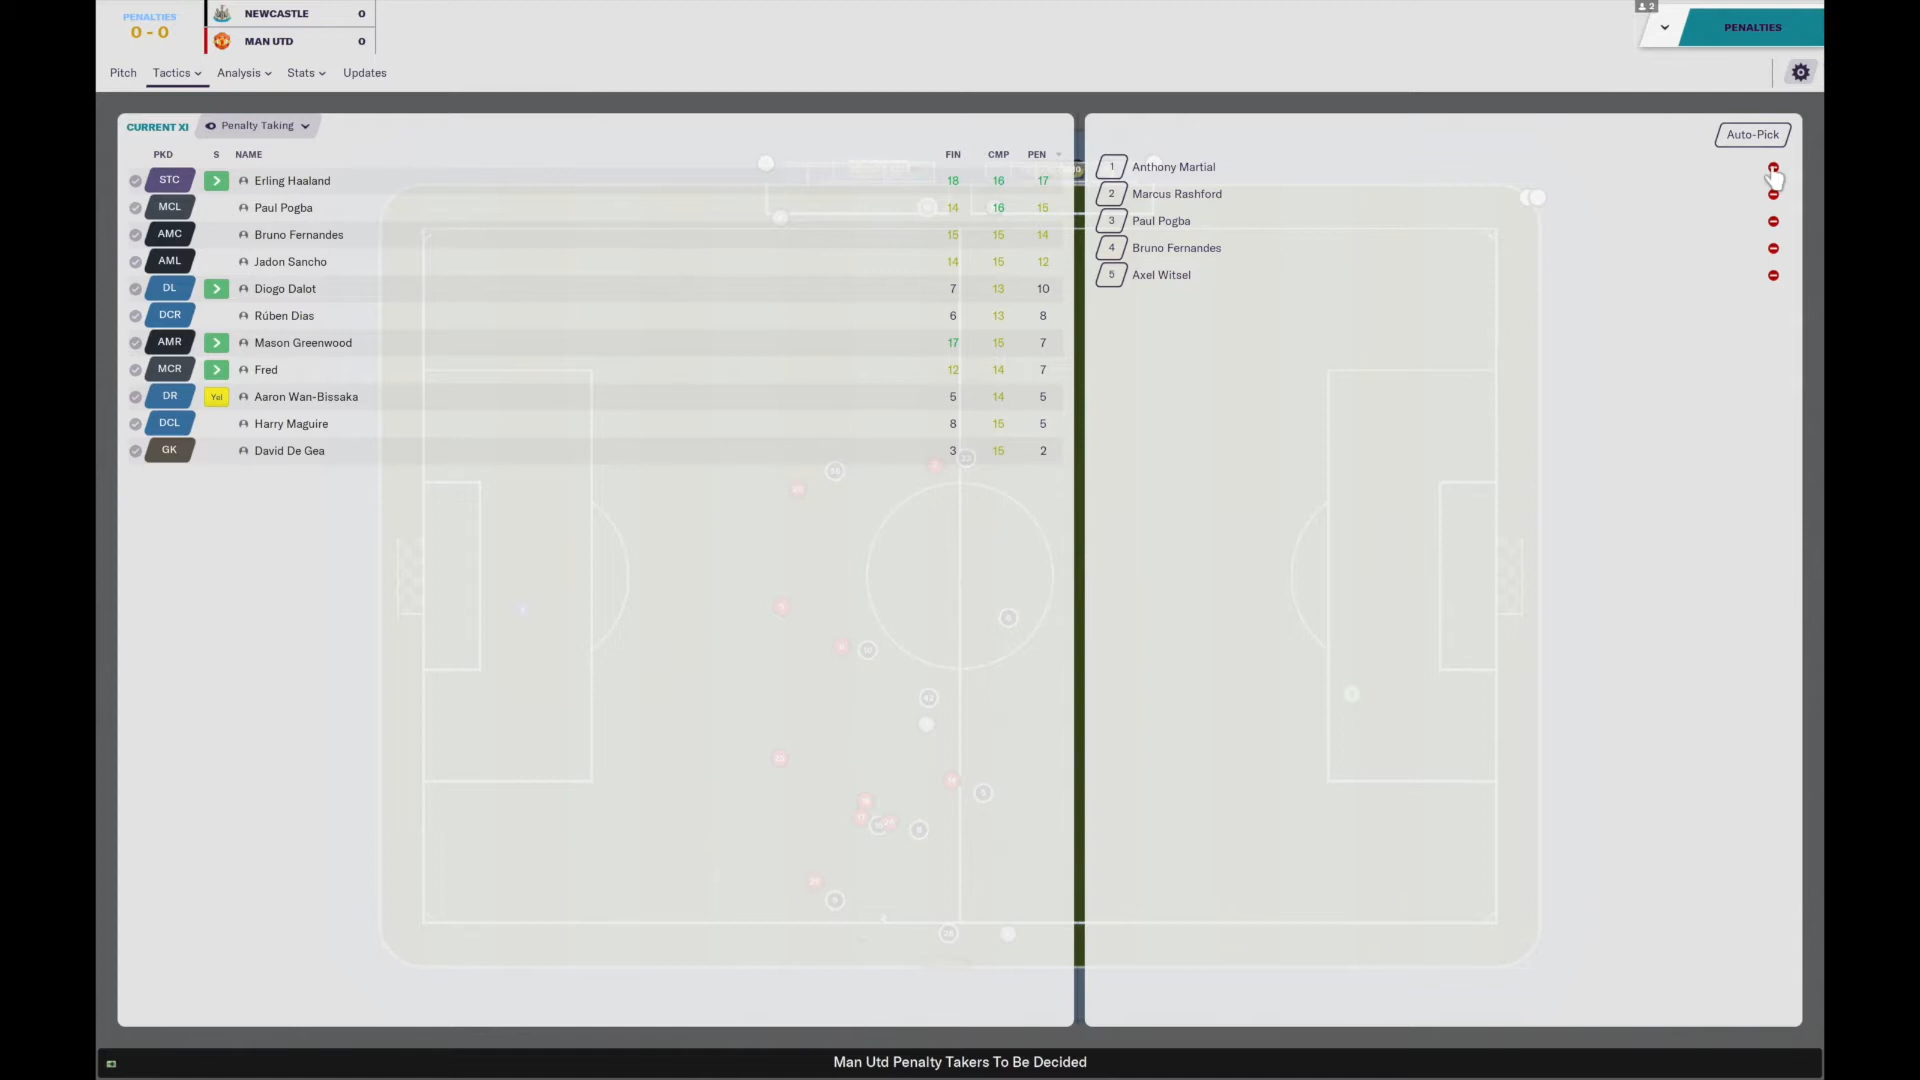 PENALTIES
0 - 0
NEWCASTLE 0
MAN UTD 0
2
PENALTIES
Pitch Tactics Analysis Stats Updates
CURRENT XI Penalty Taking
Auto-Pick
PKD S NAME FIN CMP PEN
STC Erling Haaland 18 16 17
MCL Paul Pogba 14 16 15
AMC Bruno Fernandes 15 15 14
AML Jadon Sancho 14 15 12
DL Diogo Dalot 7 13 10
DCR Rúben Dias 6 13 8
AMR Mason Greenwood 17 15 7
MCR Fred 12 14 7
DR Yel Aaron Wan-Bissaka 5 14 5
DCL Harry Maguire 8 15 5
GK David De Gea 3 15 2
1 Anthony Martial
2 Marcus Rashford
3 Paul Pogba
4 Bruno Fernandes
5 Axel Witsel
Man Utd Penalty Takers To Be Decided